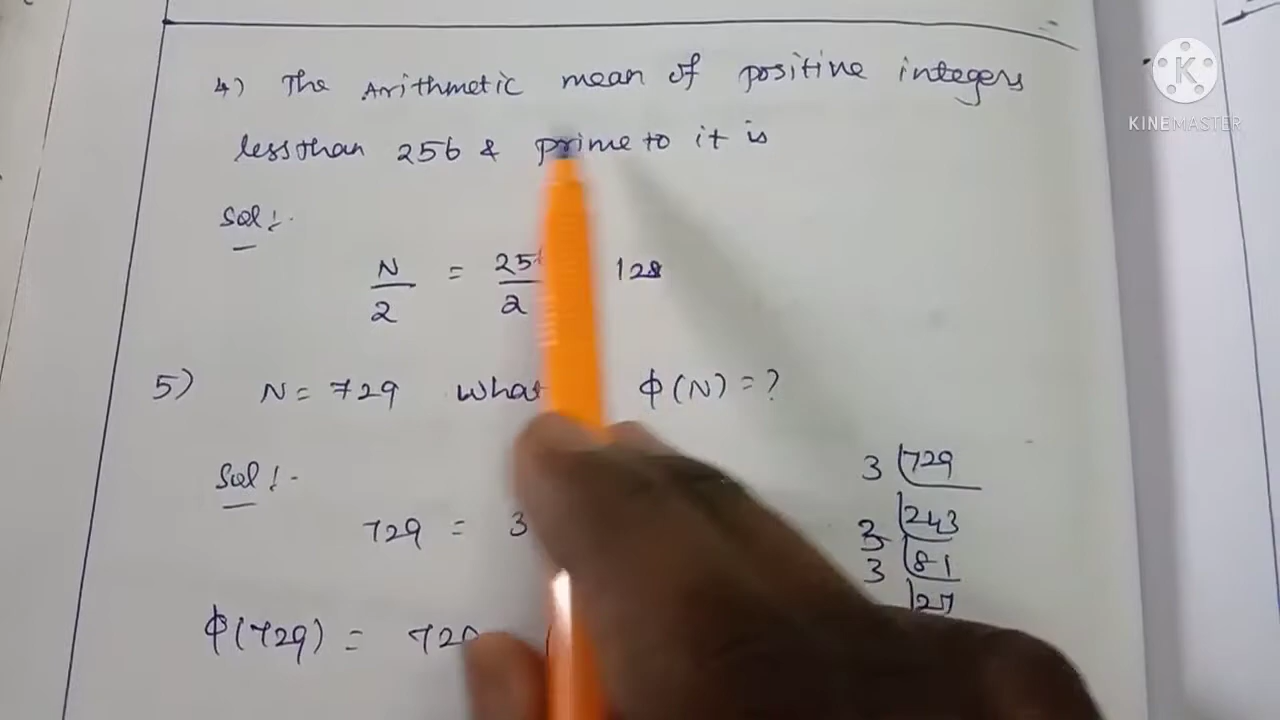 4) The Arithmetic mean of positive integers
less than 256 & prime to it is
Sol:-
N/2 = 25 /2 128
5) N = 729 What Φ(N) = ?
Sol:-
729 = 3
3 729
3 243
3 81
27
Φ(729) = 729
K
KINEMASTER